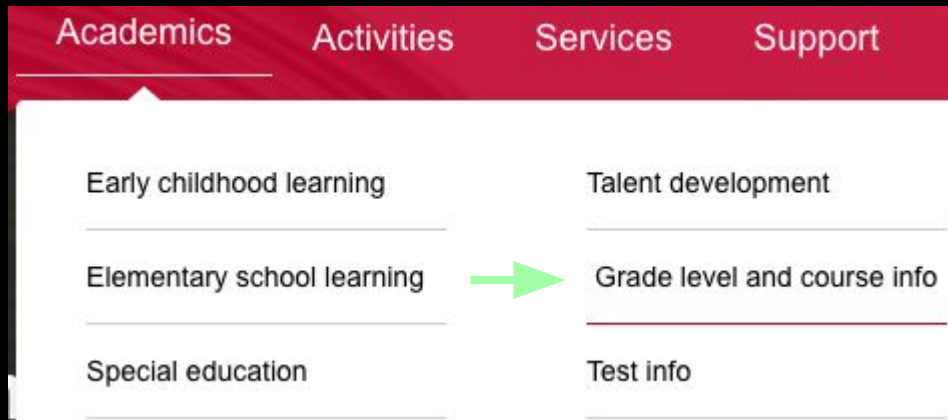 Academics Activities Services Support
Early childhood learning
Elementary school learning
Special education
Talent development
Grade level and course info
Test info